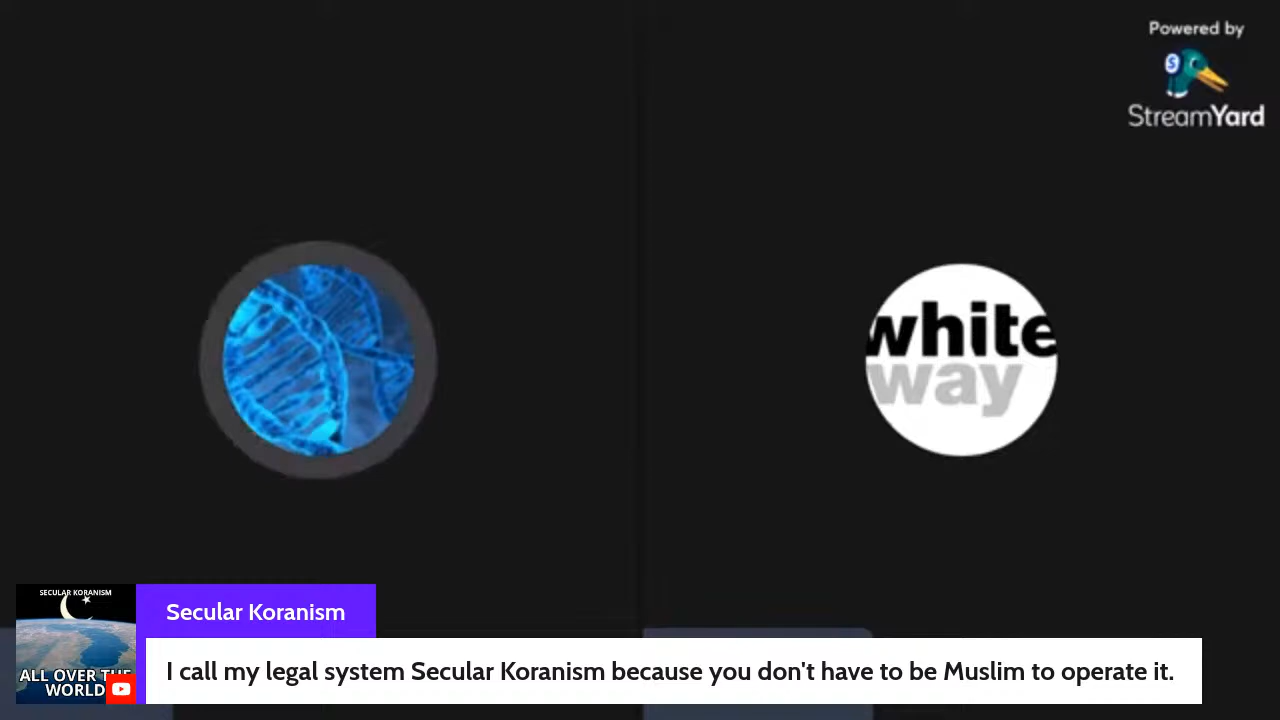 Powered by
StreamYard
white
way
SECULAR KORANISM
ALL OVER THE
WORLD
Secular Koranism
I call my legal system Secular Koranism because you don't have to be Muslim to operate it.